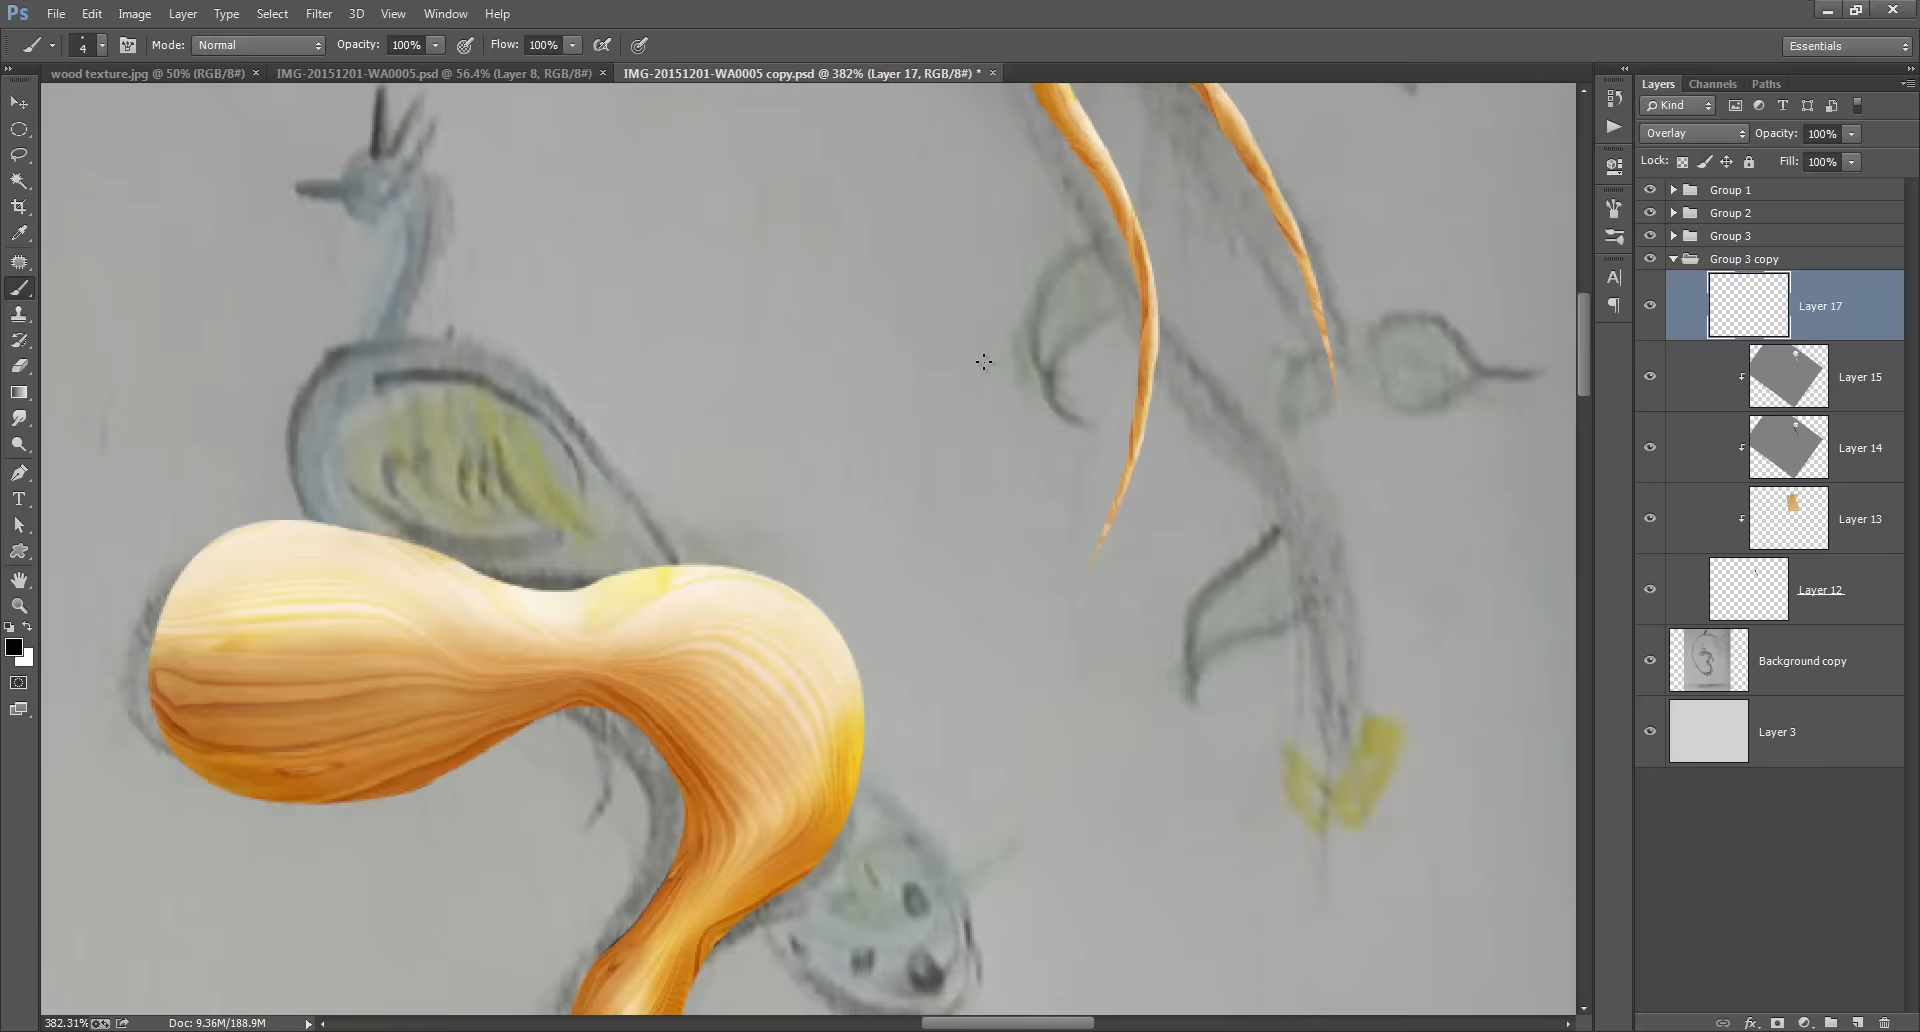 Ps File Edit Image Layer Type Select Filter 3D View Window Help
4 Mode: Normal Opacity: 100% Flow: 100% Essentials
wood texture.jpg @ 50% (RGB/8#) × IMG-20151201-WA0005.psd @ 56.4% (Layer 8, RGB/8#) × IMG-20151201-WA0005 copy.psd @ 382% (Layer 17, RGB/8#) * ×
Layers Channels Paths
Kind
Overlay Opacity: 100%
Lock: Fill: 100%
Group 1
Group 2
Group 3
Group 3 copy
Layer 17
Layer 15
Layer 14
Layer 13
Layer 12
Background copy
Layer 3
382.31% Doc: 9.36M/188.9M